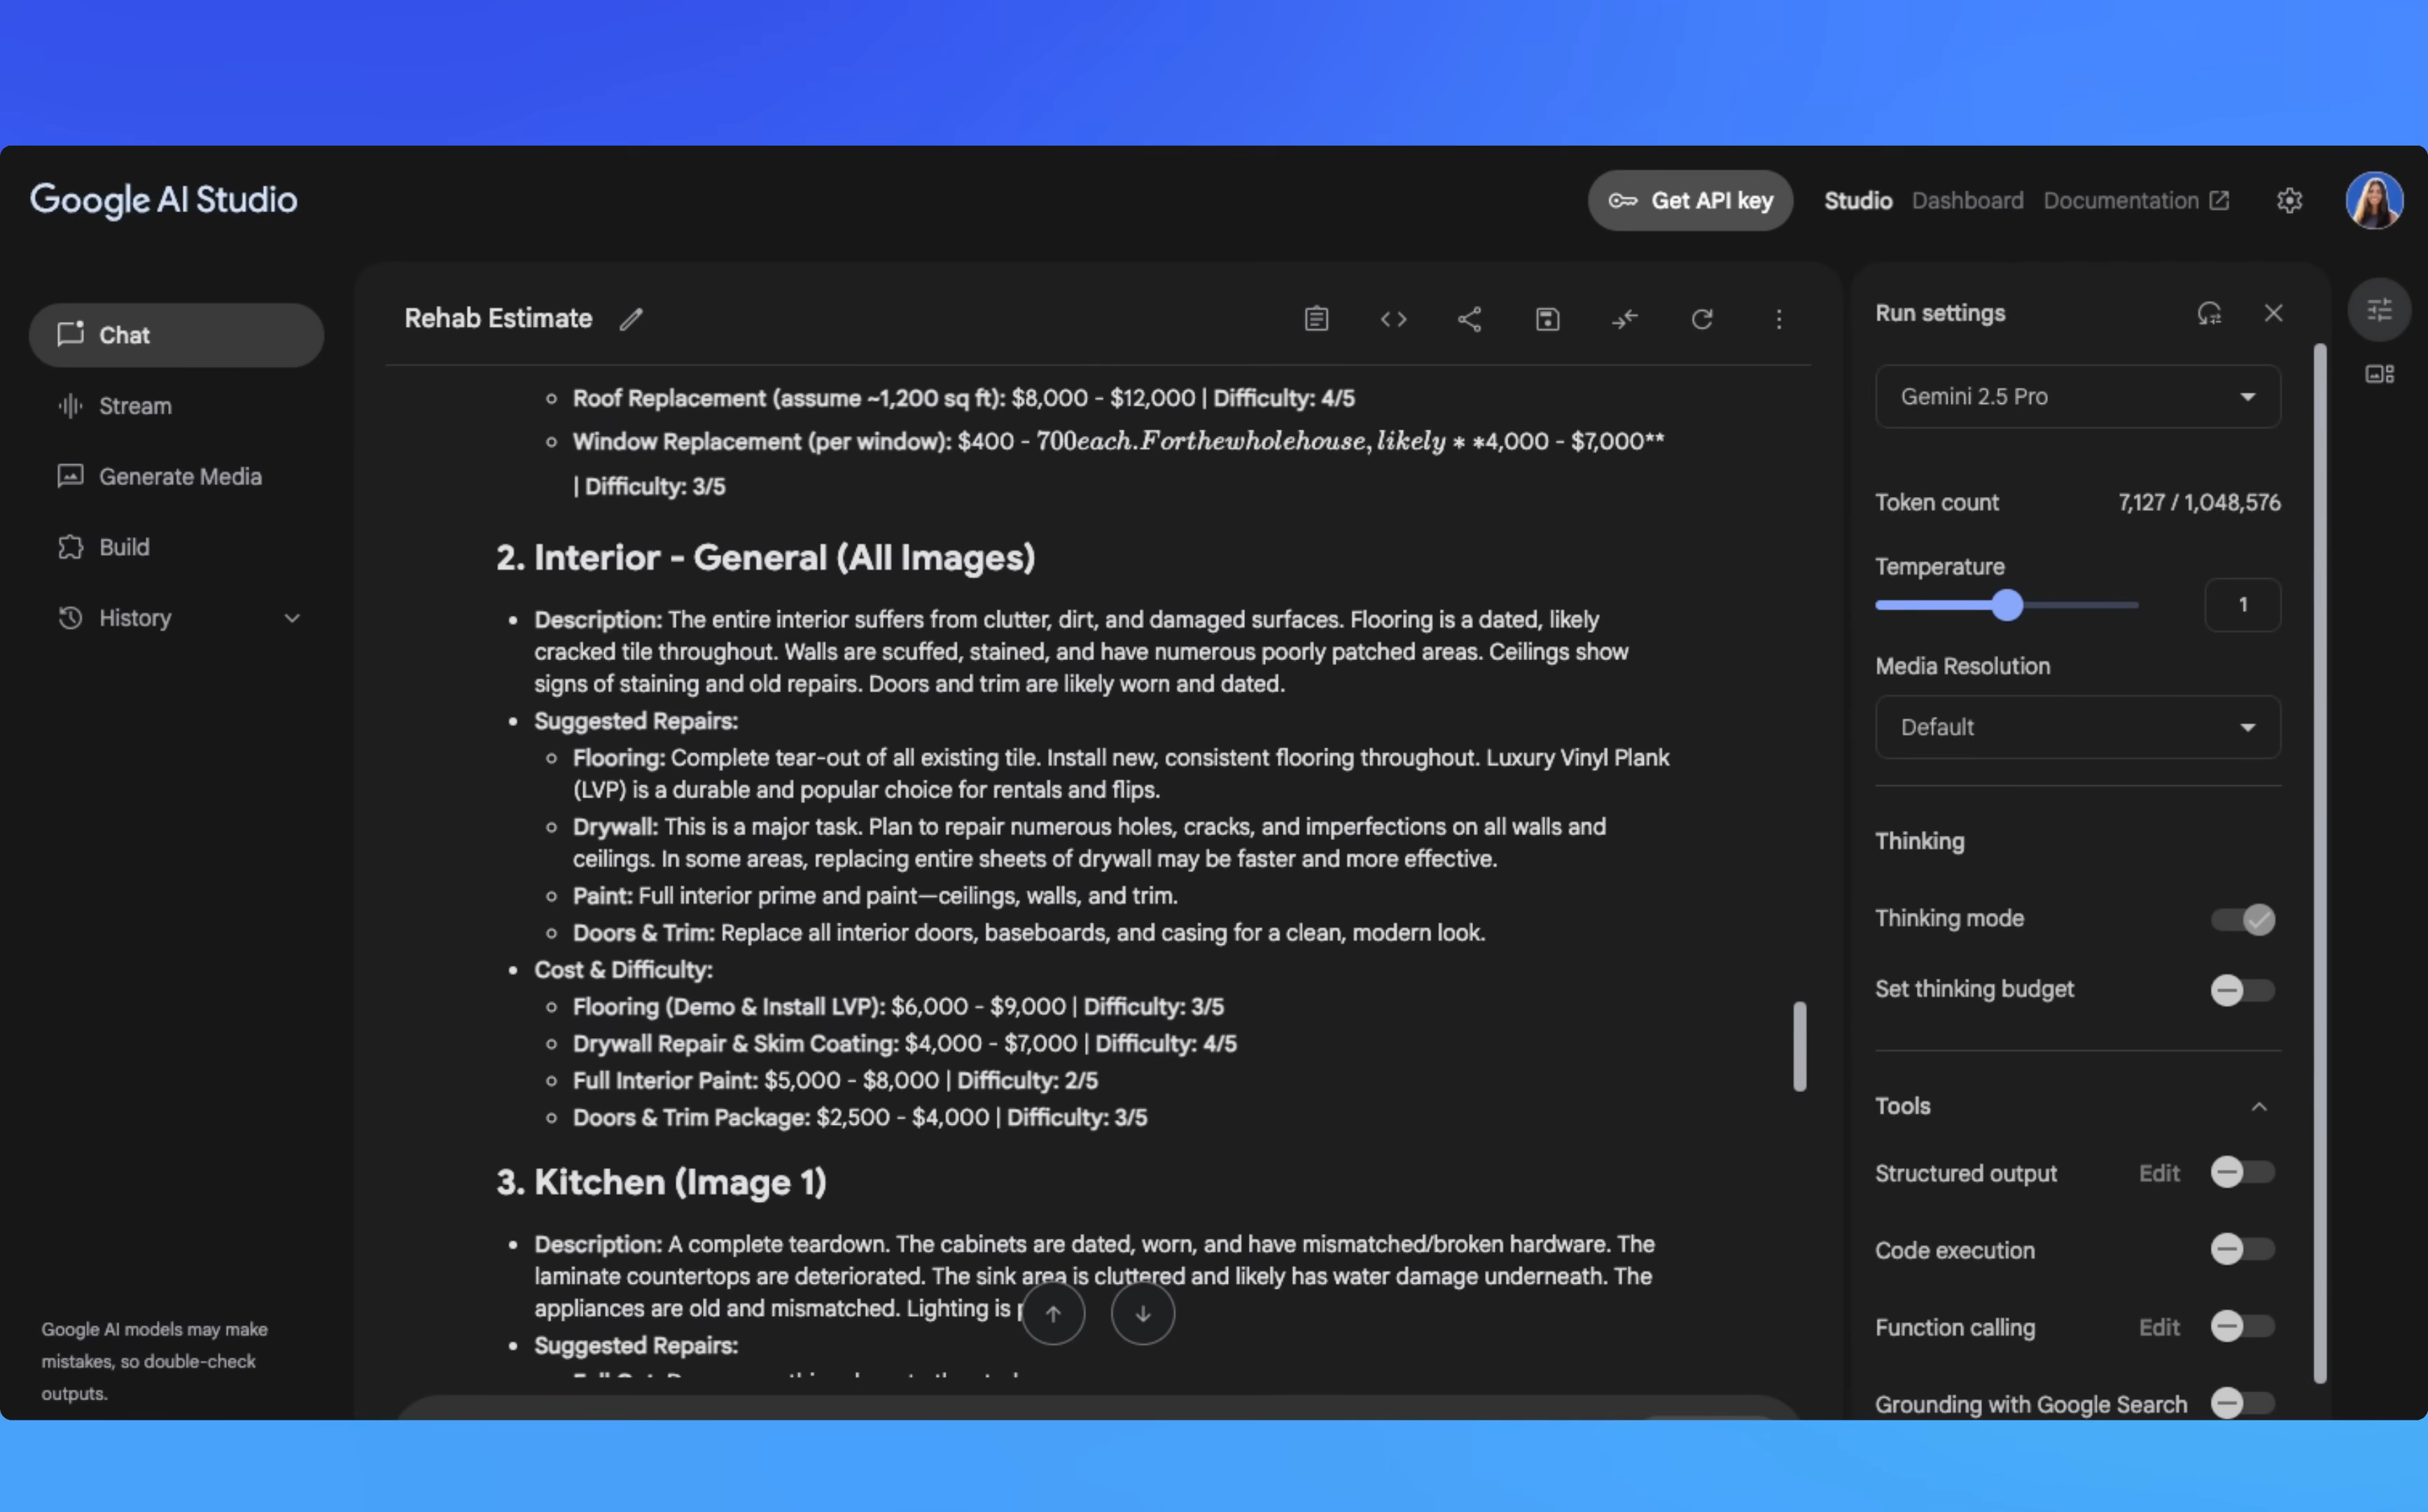 Google AI Studio
Get API key
Studio
Dashboard
Documentation
Chat
Stream
Generate Media
Build
History
Google AI models may make
mistakes, so double-check
outputs.
Rehab Estimate
Roof Replacement (assume ~1,200 sq ft): $8,000 - $12,000 | Difficulty: 4/5
Window Replacement (per window): $400 - 700each.Forthewholehouse,likely * *4,000 - $7,000**
| Difficulty: 3/5
2. Interior - General (All Images)
Description: The entire interior suffers from clutter, dirt, and damaged surfaces. Flooring is a dated, likely
cracked tile throughout. Walls are scuffed, stained, and have numerous poorly patched areas. Ceilings show
signs of staining and old repairs. Doors and trim are likely worn and dated.
Suggested Repairs:
Flooring: Complete tear-out of all existing tile. Install new, consistent flooring throughout. Luxury Vinyl Plank
(LVP) is a durable and popular choice for rentals and flips.
Drywall: This is a major task. Plan to repair numerous holes, cracks, and imperfections on all walls and
ceilings. In some areas, replacing entire sheets of drywall may be faster and more effective.
Paint: Full interior prime and paint—ceilings, walls, and trim.
Doors & Trim: Replace all interior doors, baseboards, and casing for a clean, modern look.
Cost & Difficulty:
Flooring (Demo & Install LVP): $6,000 - $9,000 | Difficulty: 3/5
Drywall Repair & Skim Coating: $4,000 - $7,000 | Difficulty: 4/5
Full Interior Paint: $5,000 - $8,000 | Difficulty: 2/5
Doors & Trim Package: $2,500 - $4,000 | Difficulty: 3/5
3. Kitchen (Image 1)
Description: A complete teardown. The cabinets are dated, worn, and have mismatched/broken hardware. The
laminate countertops are deteriorated. The sink area is cluttered and likely has water damage underneath. The
appliances are old and mismatched. Lighting is
Suggested Repairs:
Run settings
Gemini 2.5 Pro
Token count 7,127 / 1,048,576
Temperature
1
Media Resolution
Default
Thinking
Thinking mode
Set thinking budget
Tools
Structured output Edit
Code execution
Function calling Edit
Grounding with Google Search